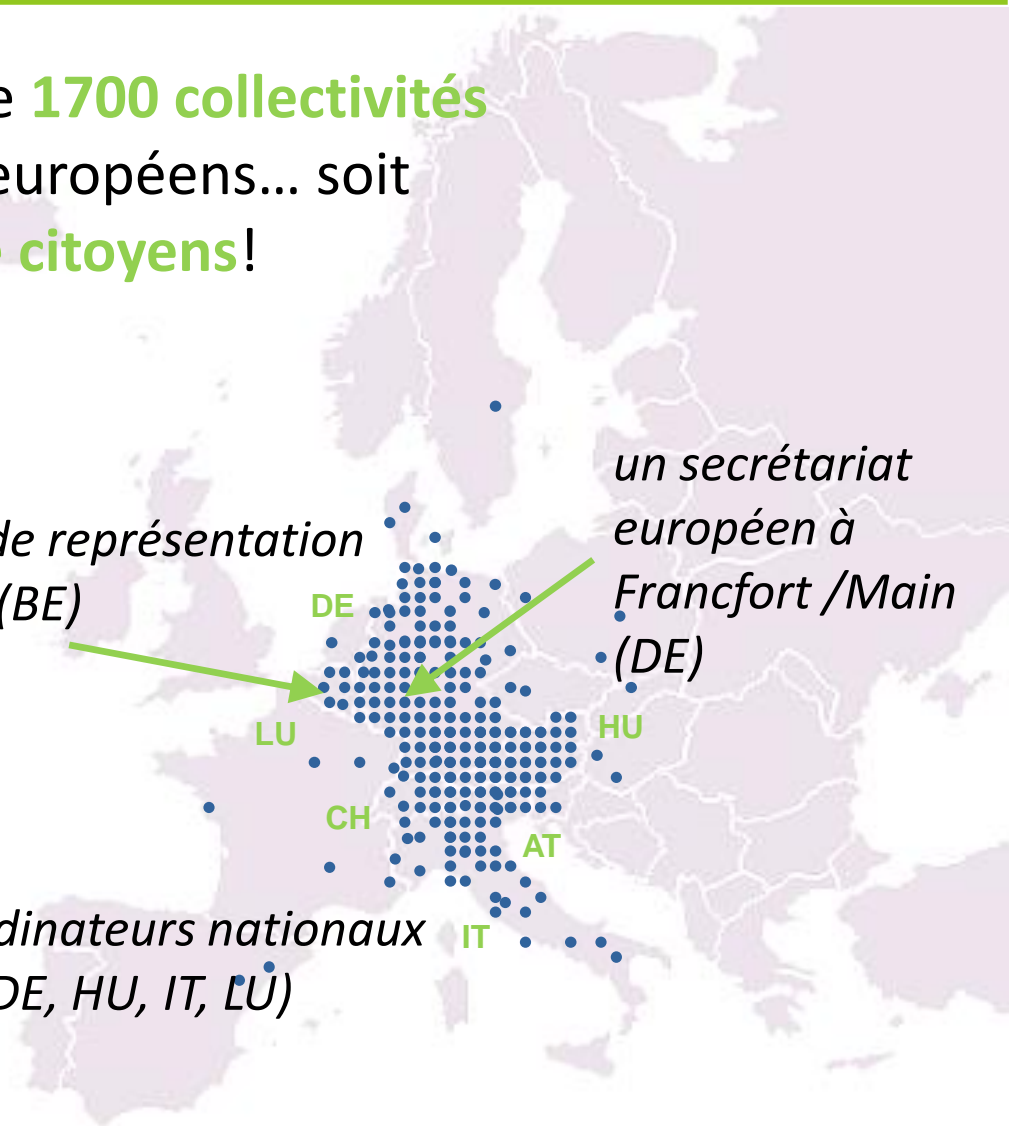 e 1700 collectivités
européens... soit
e citoyens!
un secrétariat
européen à
Francfort /Main
(DE)
de représentation
(BE)
DE
LU
HU
CH
AT
IT
dinateurs nationaux
DE, HU, IT, LU)